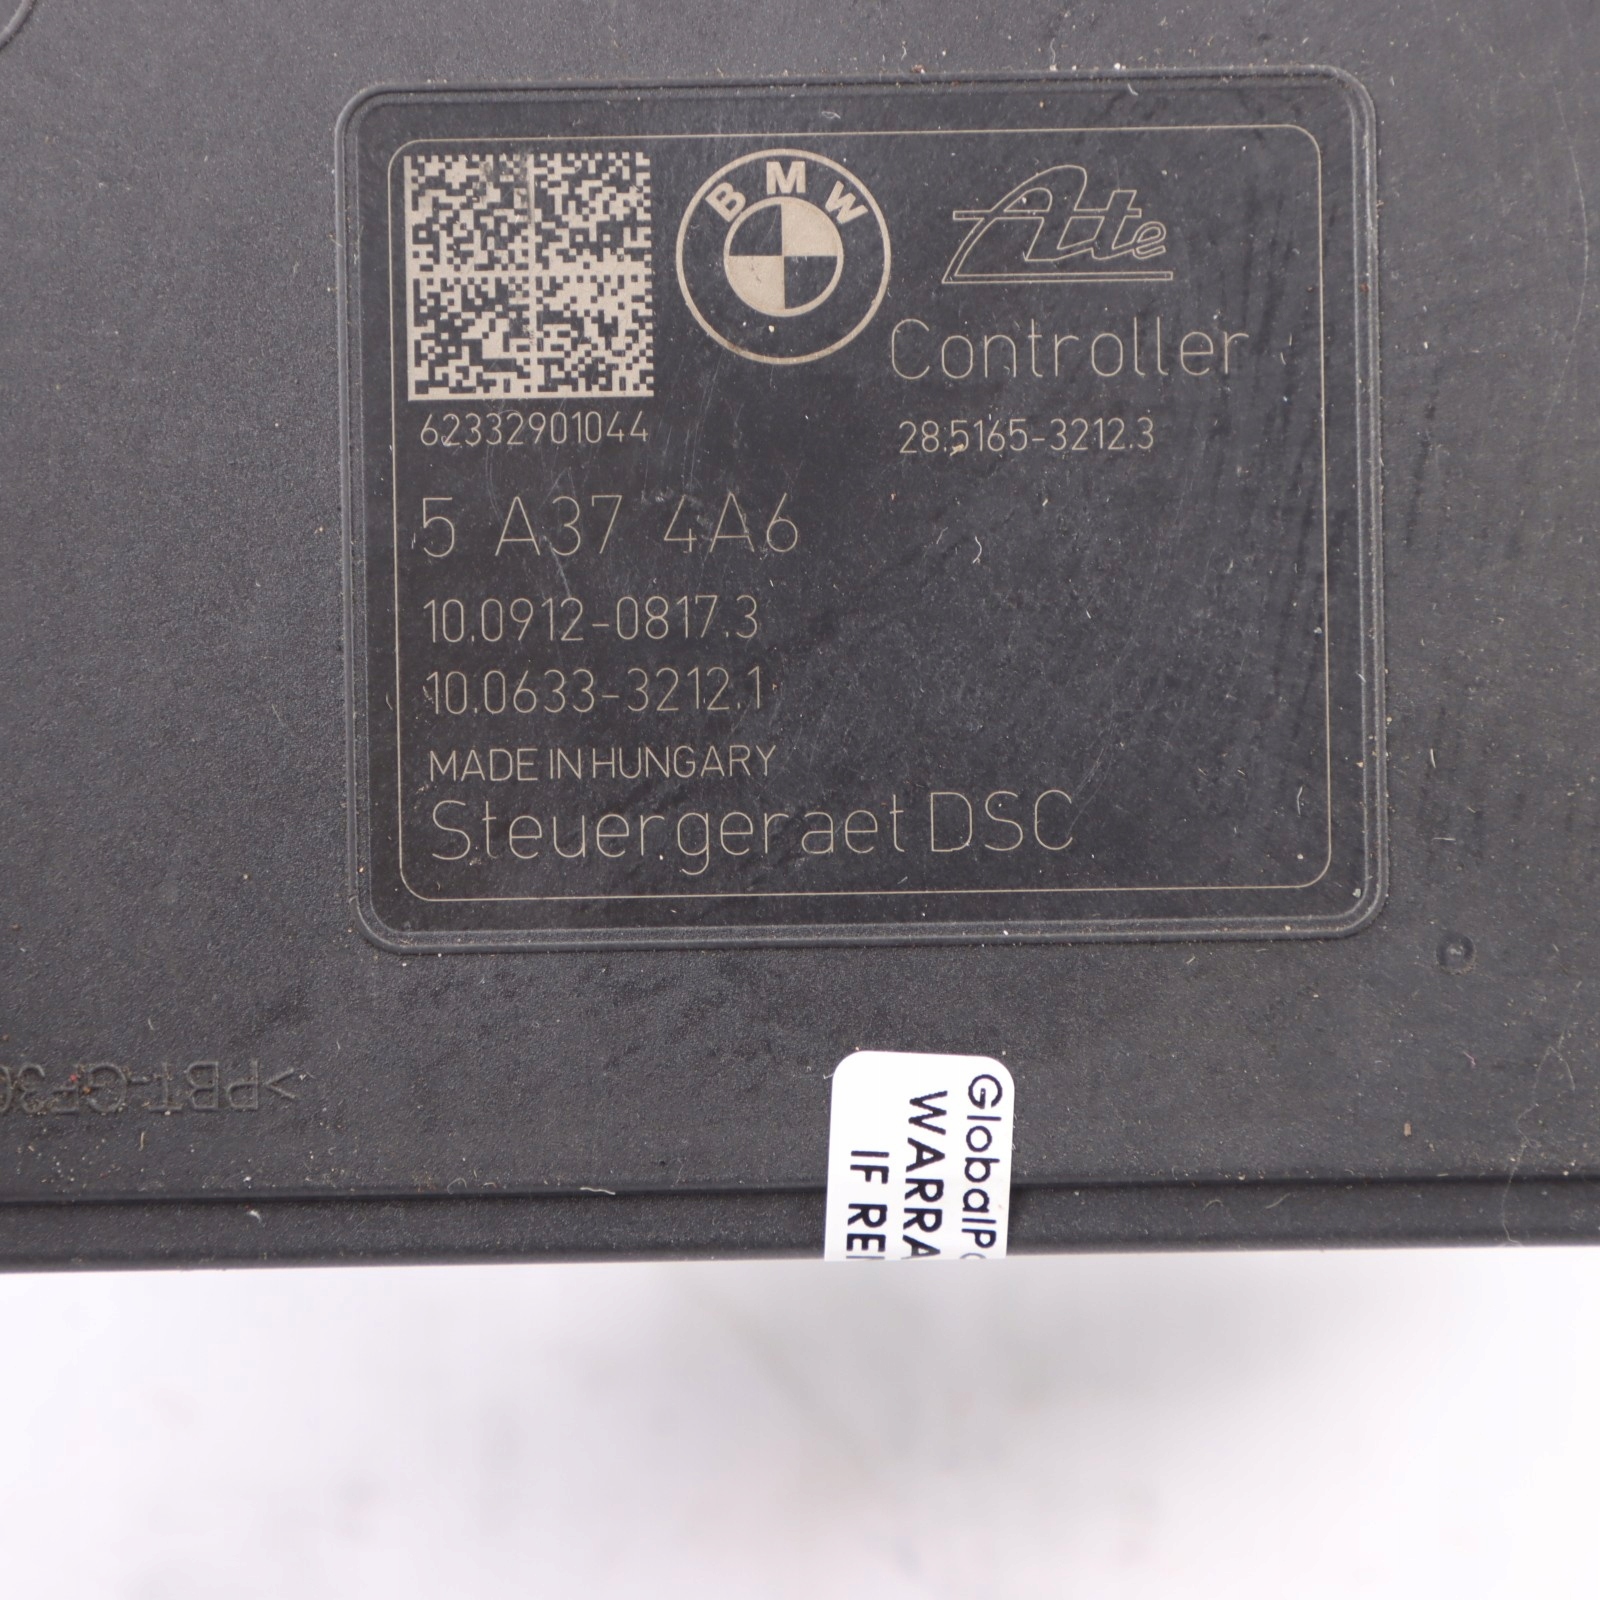 BMW
Ate
Controller
62332901044
28.5165-3212.3
5 A37 4A6
10.0912-0817.3
10.0633-3212.1
MADE IN HUNGARY
Steuergeraet DSC
>PBT-GF30
GlobalP
WARRA
IF RE